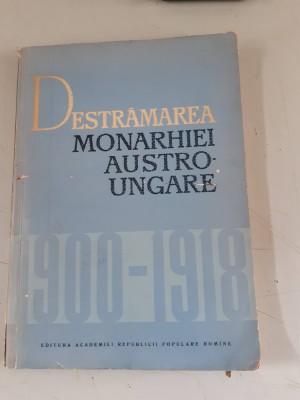 DESTRĂMAREA
MONARHIEI
AUSTRO-
UNGARE
1900-1918
EDITURA ACADEMIEI REPUBLICII POPULARE ROMÎNE